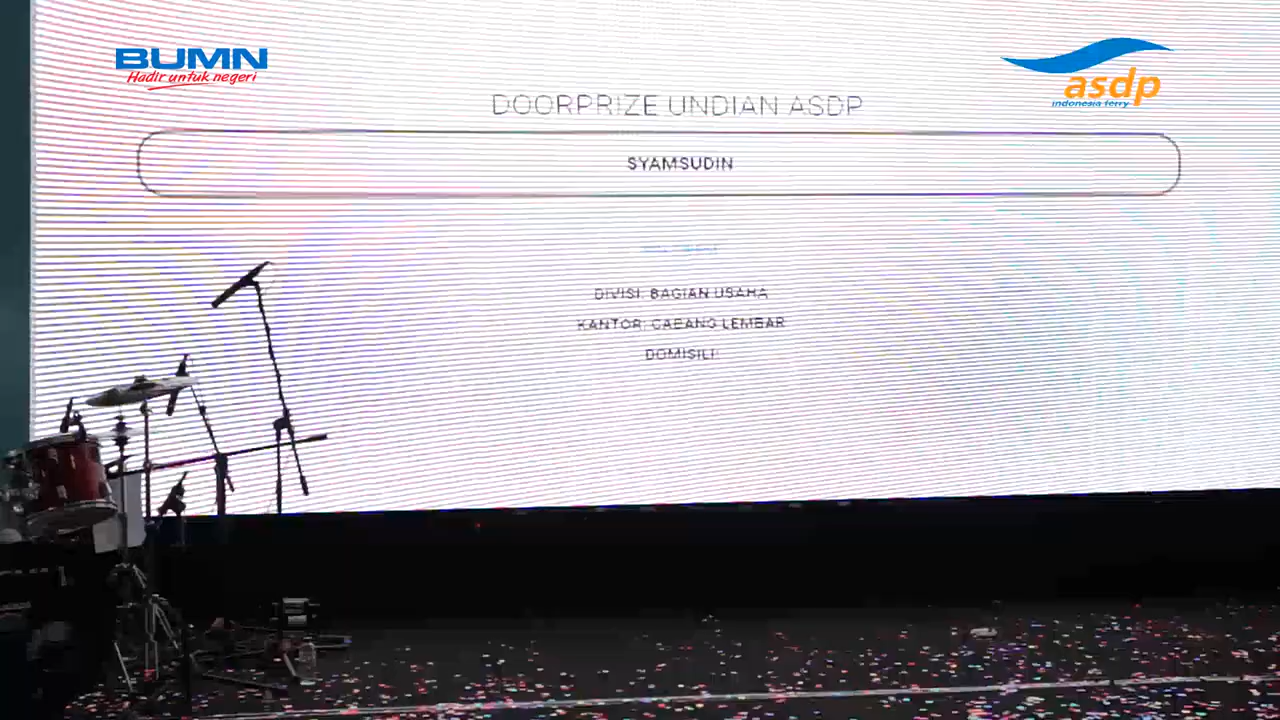 BUMN
Hadir untuk negeri
asdp
indonesia ferry
DOORPRIZE UNDIAN ASDP
SYAMSUDIN
DIVISI: BAGIAN USAHA
KANTOR: CABANG LEMBAR
DOMISILI: